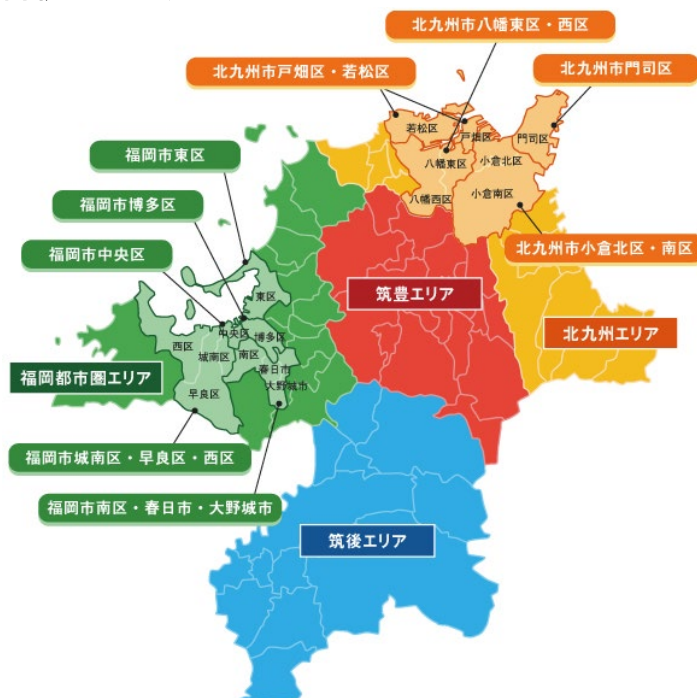 北九州市八幡東区・西区
北九州市戸畑区・若松区
北九州市門司区
若松区
戸畑区
門司区
福岡市東区
八幡東区
小倉北区
福岡市博多区
八幡西区
小倉南区
福岡市中央区
北九州市小倉北区・南区
東区
筑豊エリア
北九州エリア
中央区
博多区
西区
城南区
南区
春日市
福岡都市圏エリア
大野城市
早良区
福岡市城南区・早良区・西区
福岡市南区・春日市・大野城市
筑後エリア